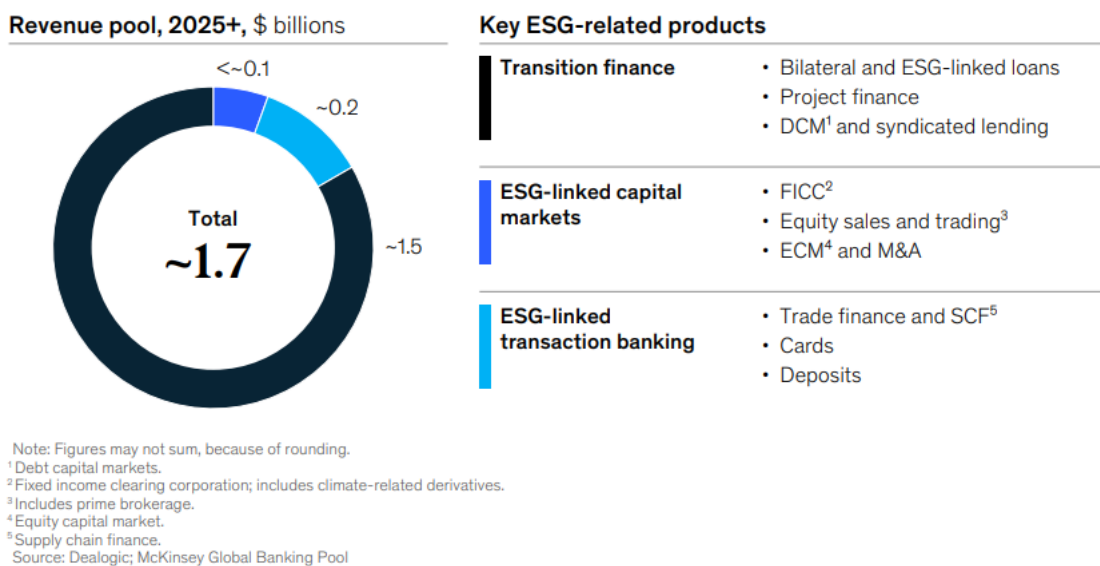 Revenue pool, 2025+, $ billions
<~0.1
~0.2
Total
~1.7
~1.5
Key ESG-related products
Transition finance
• Bilateral and ESG-linked loans
• Project finance
• DCM¹ and syndicated lending
ESG-linked capital
markets
• FICC²
• Equity sales and trading³
• ECM⁴ and M&A
ESG-linked
transaction banking
• Trade finance and SCF⁵
• Cards
• Deposits
Note: Figures may not sum, because of rounding.
¹ Debt capital markets.
² Fixed income clearing corporation; includes climate-related derivatives.
³ Includes prime brokerage.
⁴ Equity capital market.
⁵ Supply chain finance.
Source: Dealogic; McKinsey Global Banking Pool